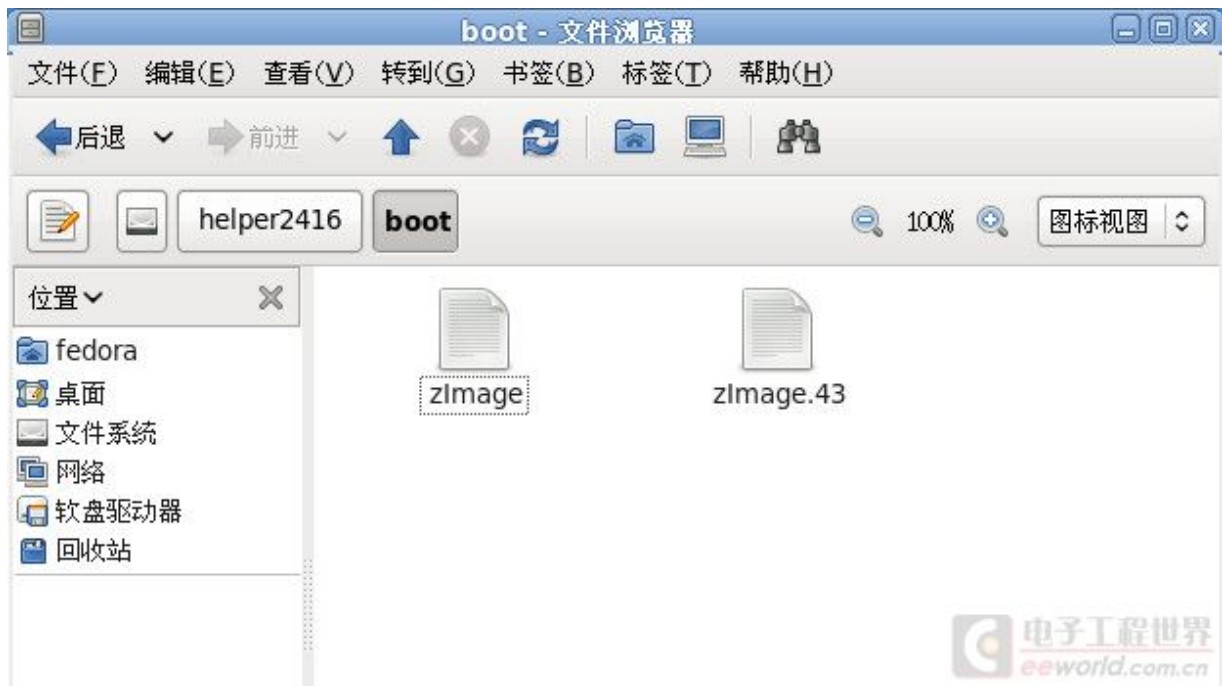 boot - 文件浏览器
文件(F) 编辑(E) 查看(V) 转到(G) 书签(B) 标签(T) 帮助(H)
后退 前进
helper2416 boot 100% 图标视图
位置
fedora
桌面
文件系统
网络
软盘驱动器
回收站
zImage zImage.43
电子工程世界
eeworld.com.cn